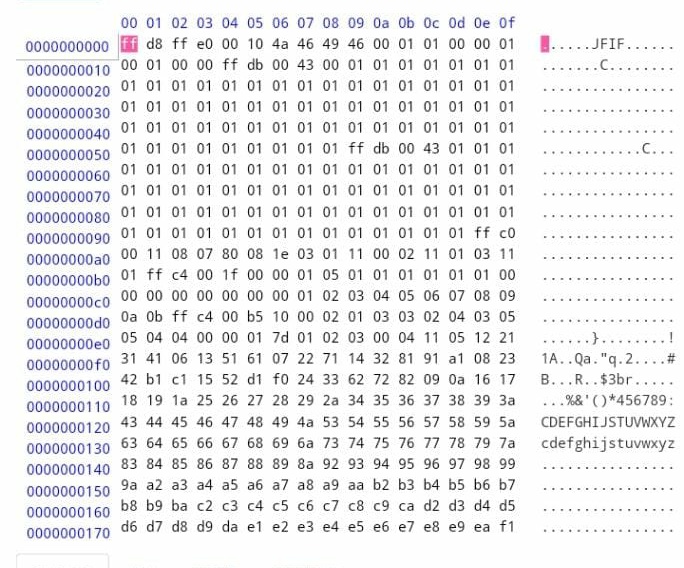 00 01 02 03 04 05 06 07 08 09 0a 0b 0c 0d 0e 0f
0000000000 ff d8 ff e0 00 10 4a 46 49 46 00 01 01 00 00 01 ......JFIF......
0000000010 00 01 00 00 ff db 00 43 00 01 01 01 01 01 01 01 .......C........
0000000020 01 01 01 01 01 01 01 01 01 01 01 01 01 01 01 01 ................
0000000030 01 01 01 01 01 01 01 01 01 01 01 01 01 01 01 01 ................
0000000040 01 01 01 01 01 01 01 01 01 01 01 01 01 01 01 01 ................
0000000050 01 01 01 01 01 01 01 01 01 ff db 00 43 01 01 01 ............C...
0000000060 01 01 01 01 01 01 01 01 01 01 01 01 01 01 01 01 ................
0000000070 01 01 01 01 01 01 01 01 01 01 01 01 01 01 01 01 ................
0000000080 01 01 01 01 01 01 01 01 01 01 01 01 01 01 01 01 ................
0000000090 01 01 01 01 01 01 01 01 01 01 01 01 01 01 ff c0 ................
00000000a0 00 11 08 07 80 08 1e 03 01 11 00 02 11 01 03 11 ................
00000000b0 01 ff c4 00 1f 00 00 01 05 01 01 01 01 01 01 00 ................
00000000c0 00 00 00 00 00 00 00 01 02 03 04 05 06 07 08 09 ................
00000000d0 0a 0b ff c4 00 b5 10 00 02 01 03 03 02 04 03 05 ................
00000000e0 05 04 04 00 00 01 7d 01 02 03 00 04 11 05 12 21 ......}........!
00000000f0 31 41 06 13 51 61 07 22 71 14 32 81 91 a1 08 23 1A..Qa."q.2....#
0000000100 42 b1 c1 15 52 d1 f0 24 33 62 72 82 09 0a 16 17 B...R..$3br.....
0000000110 18 19 1a 25 26 27 28 29 2a 34 35 36 37 38 39 3a ...%&'()*456789:
0000000120 43 44 45 46 47 48 49 4a 53 54 55 56 57 58 59 5a CDEFGHIJSTUVWXYZ
0000000130 63 64 65 66 67 68 69 6a 73 74 75 76 77 78 79 7a cdefghijstuvwxyz
0000000140 83 84 85 86 87 88 89 8a 92 93 94 95 96 97 98 99 ................
0000000150 9a a2 a3 a4 a5 a6 a7 a8 a9 aa b2 b3 b4 b5 b6 b7 ................
0000000160 b8 b9 ba c2 c3 c4 c5 c6 c7 c8 c9 ca d2 d3 d4 d5 ................
0000000170 d6 d7 d8 d9 da e1 e2 e3 e4 e5 e6 e7 e8 e9 ea f1 ................